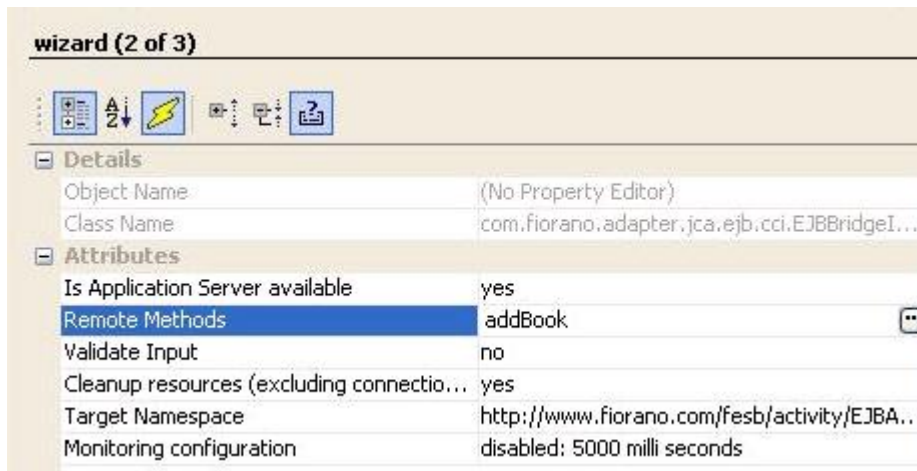 wizard (2 of 3)
Details
Object Name (No Property Editor)
Class Name com.fiorano.adapter.jca.ejb.cci.EJBBridgeI...
Attributes
Is Application Server available yes
Remote Methods addBook
Validate Input no
Cleanup resources (excluding connectio... yes
Target Namespace http://www.fiorano.com/fesb/activity/EJBA...
Monitoring configuration disabled: 5000 milli seconds